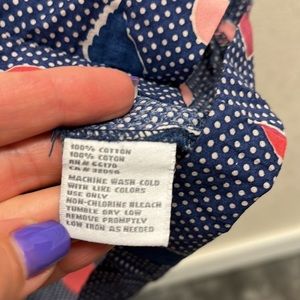 100% COTTON
100% COTON
RN# 66170
CA# 38056
MACHINE WASH COLD
WITH LIKE COLORS
USE ONLY
NON-CHLORINE BLEACH
TUMBLE DRY LOW
REMOVE PROMPTLY
LOW IRON AS NEEDED